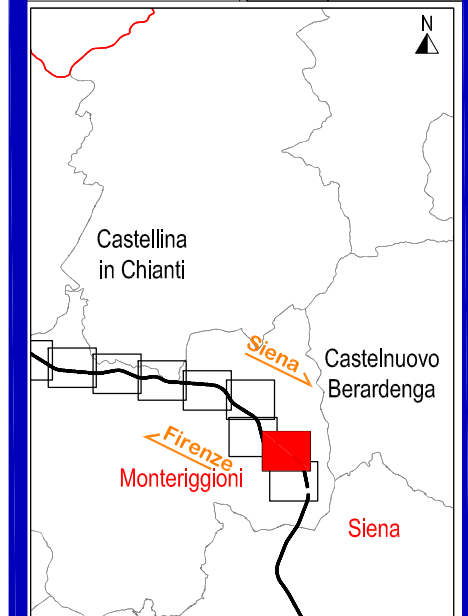 N
Castellina
in Chianti
Siena
Castelnuovo
Berardenga
Firenze
Monteriggioni
Siena